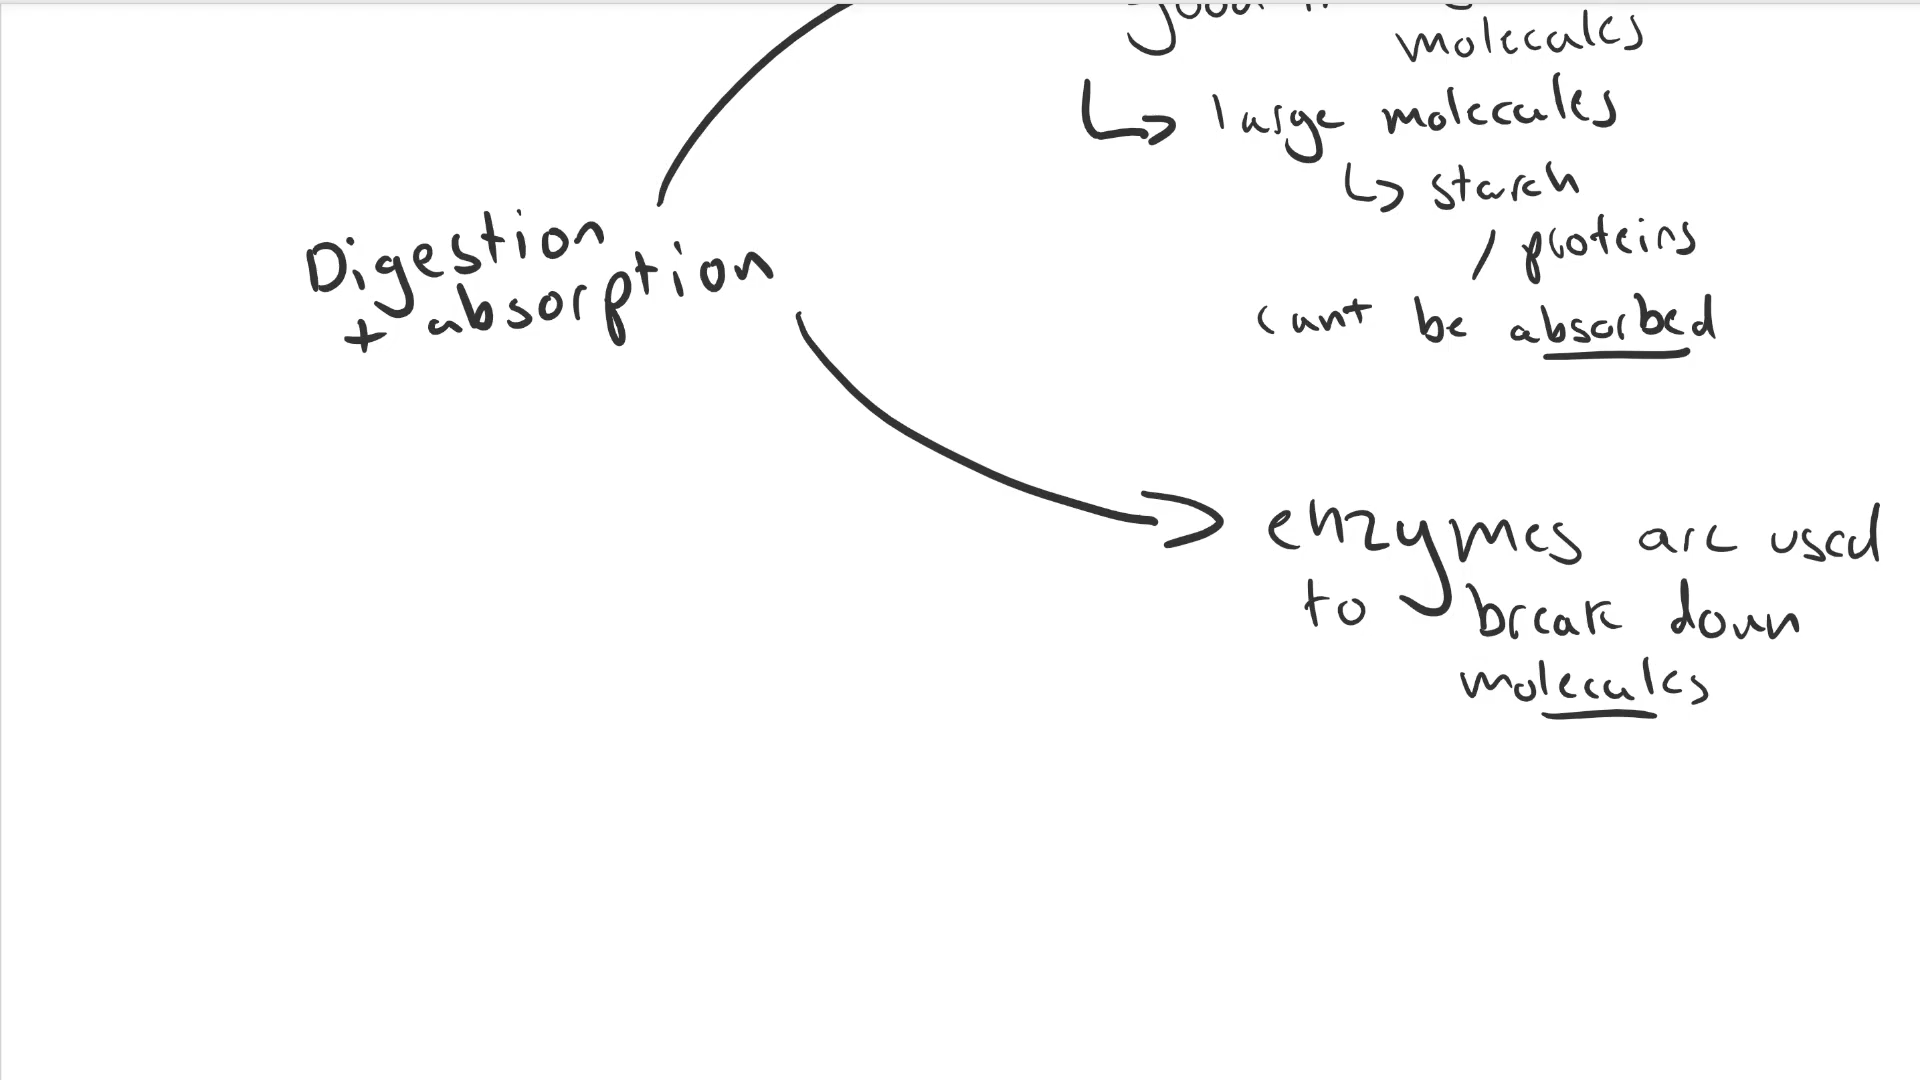 molecules
large molecules
starch
/ proteins
cant be absorbed
Digestion
+ absorption
enzymes are used
to break down
molecules